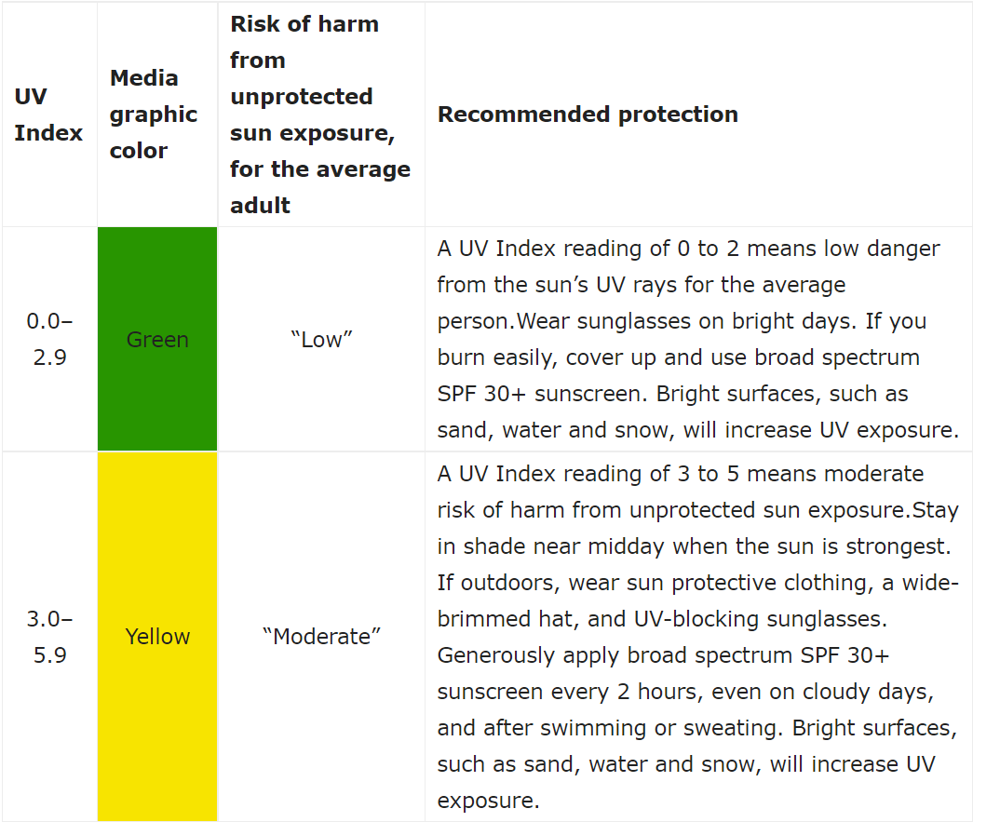 UV
Index
Media
graphic
color
Risk of harm
from
unprotected
sun exposure,
for the average
adult
Recommended protection
0.0–
2.9
Green
“Low”
A UV Index reading of 0 to 2 means low danger
from the sun’s UV rays for the average
person.Wear sunglasses on bright days. If you
burn easily, cover up and use broad spectrum
SPF 30+ sunscreen. Bright surfaces, such as
sand, water and snow, will increase UV exposure.
3.0–
5.9
Yellow
“Moderate”
A UV Index reading of 3 to 5 means moderate
risk of harm from unprotected sun exposure.Stay
in shade near midday when the sun is strongest.
If outdoors, wear sun protective clothing, a wide-
brimmed hat, and UV-blocking sunglasses.
Generously apply broad spectrum SPF 30+
sunscreen every 2 hours, even on cloudy days,
and after swimming or sweating. Bright surfaces,
such as sand, water and snow, will increase UV
exposure.